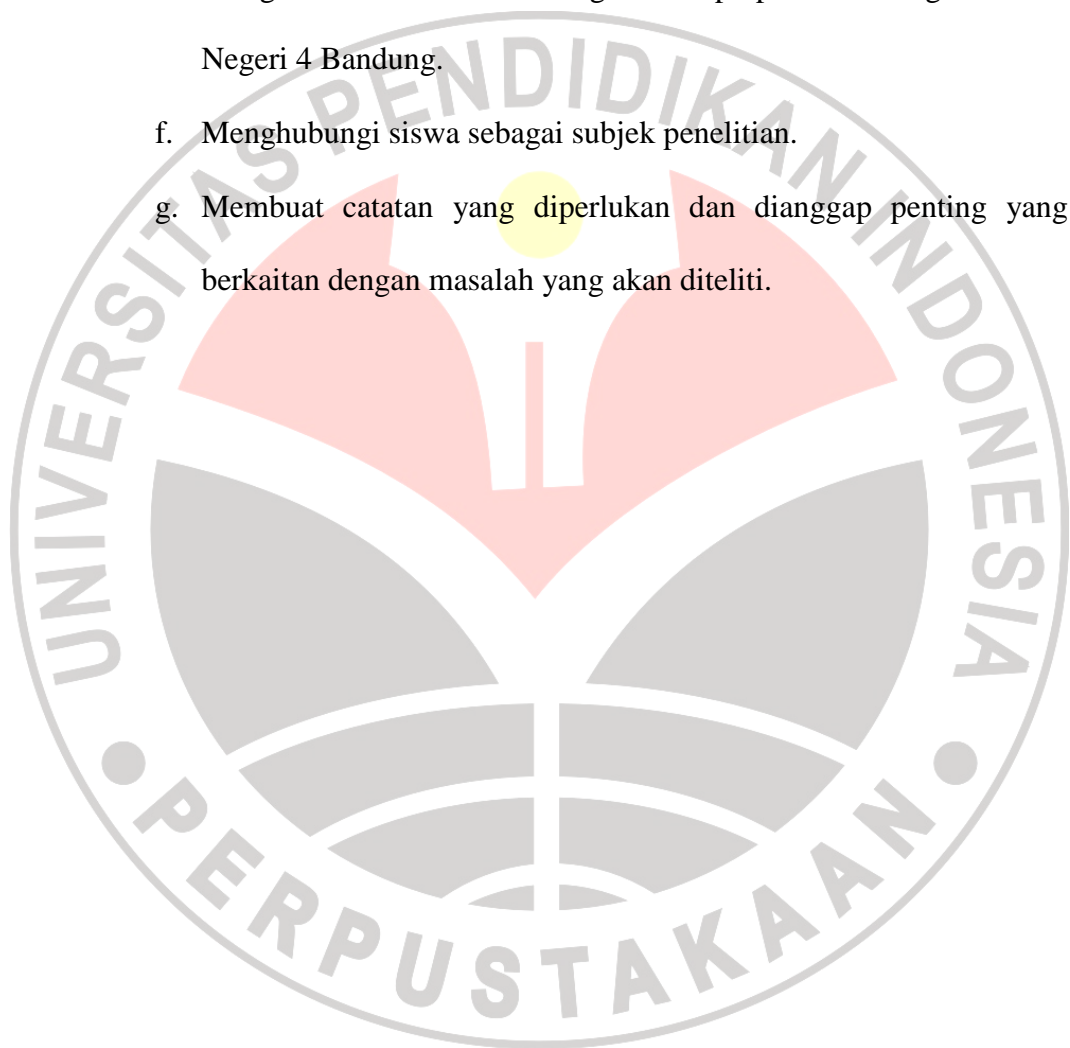 Negeri 4 Bandung.
f. Menghubungi siswa sebagai subjek penelitian.
g. Membuat catatan yang diperlukan dan dianggap penting yang
berkaitan dengan masalah yang akan diteliti.
UNIVERSITAS PENDIDIKAN INDONESIA
PERPUSTAKAAN